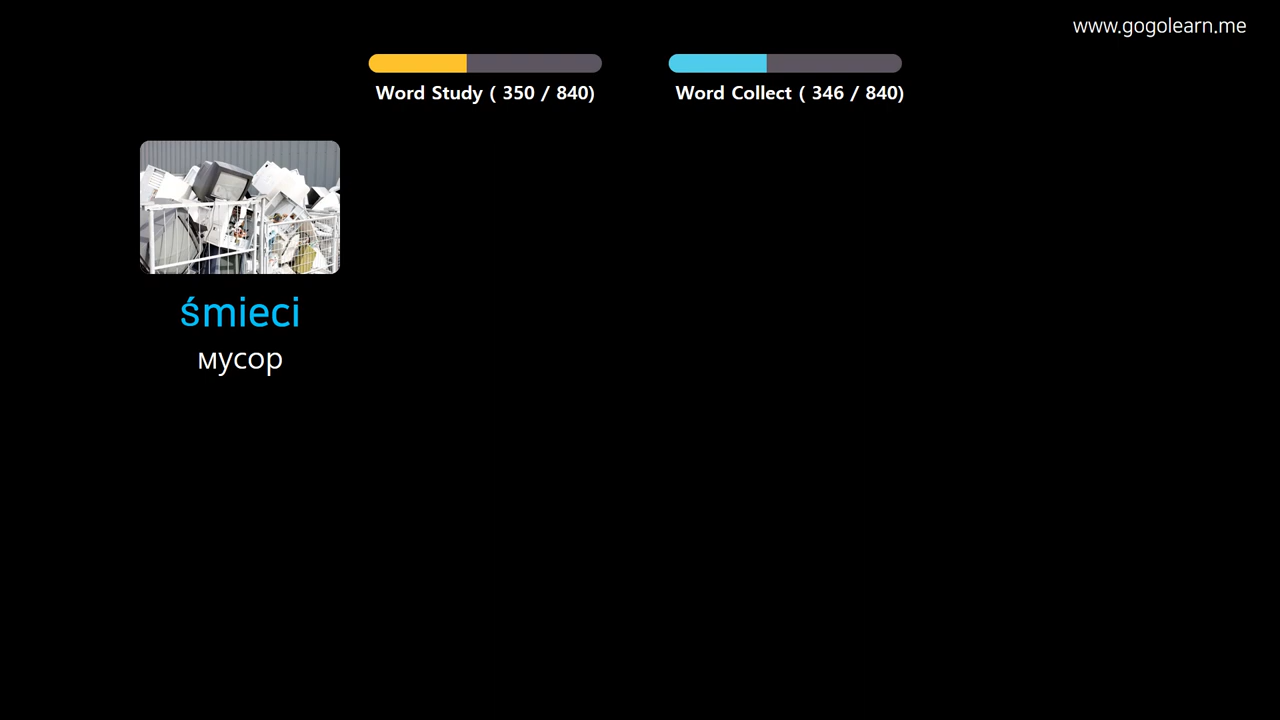 www.gogolearn.me
Word Study ( 350 / 840)
Word Collect ( 346 / 840)
śmieci
мусор